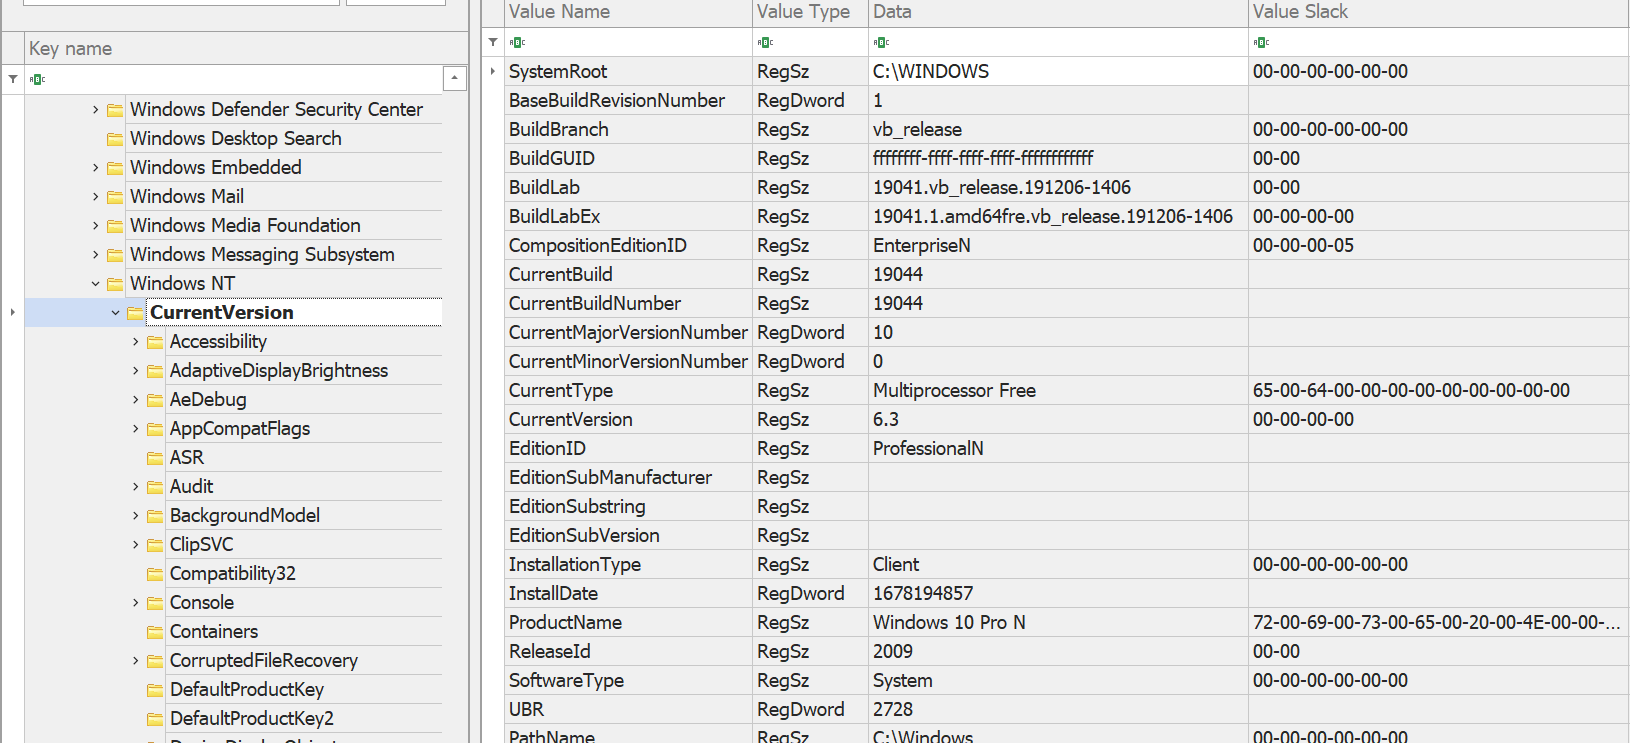 Key name
Windows Defender Security Center
Windows Desktop Search
Windows Embedded
Windows Mail
Windows Media Foundation
Windows Messaging Subsystem
Windows NT
CurrentVersion
Accessibility
AdaptiveDisplayBrightness
AeDebug
AppCompatFlags
ASR
Audit
BackgroundModel
ClipSVC
Compatibility32
Console
Containers
CorruptedFileRecovery
DefaultProductKey
DefaultProductKey2
Value Name Value Type Data Value Slack
SystemRoot RegSz C:\WINDOWS 00-00-00-00-00-00
BaseBuildRevisionNumber RegDword 1
BuildBranch RegSz vb_release 00-00-00-00-00-00
BuildGUID RegSz ffffffff-ffff-ffff-ffff-ffffffffffff 00-00
BuildLab RegSz 19041.vb_release.191206-1406 00-00
BuildLabEx RegSz 19041.1.amd64fre.vb_release.191206-1406 00-00-00-00
CompositionEditionID RegSz EnterpriseN 00-00-00-05
CurrentBuild RegSz 19044
CurrentBuildNumber RegSz 19044
CurrentMajorVersionNumber RegDword 10
CurrentMinorVersionNumber RegDword 0
CurrentType RegSz Multiprocessor Free 65-00-64-00-00-00-00-00-00-00-00-00
CurrentVersion RegSz 6.3 00-00-00-00
EditionID RegSz ProfessionalN
EditionSubManufacturer RegSz
EditionSubstring RegSz
EditionSubVersion RegSz
InstallationType RegSz Client 00-00-00-00-00-00
InstallDate RegDword 1678194857
ProductName RegSz Windows 10 Pro N 72-00-69-00-73-00-65-00-20-00-4E-00-00-...
ReleaseId RegSz 2009 00-00
SoftwareType RegSz System 00-00-00-00-00-00
UBR RegDword 2728
PathName RegSz C:\Windows 00-00-00-00-00-00